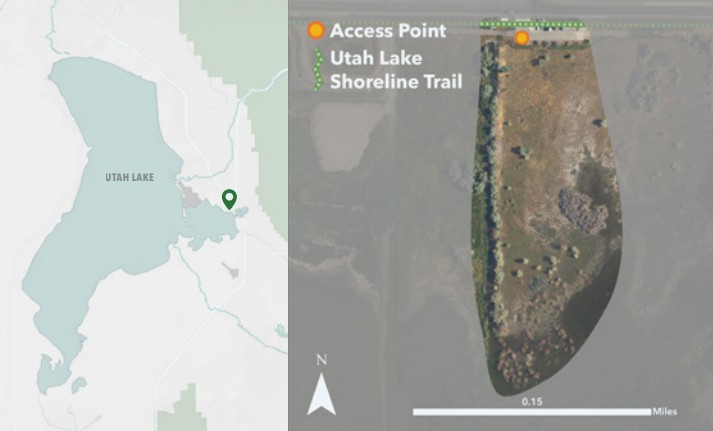 UTAH LAKE
Access Point
Utah Lake
Shoreline Trail
N
0.15
Miles